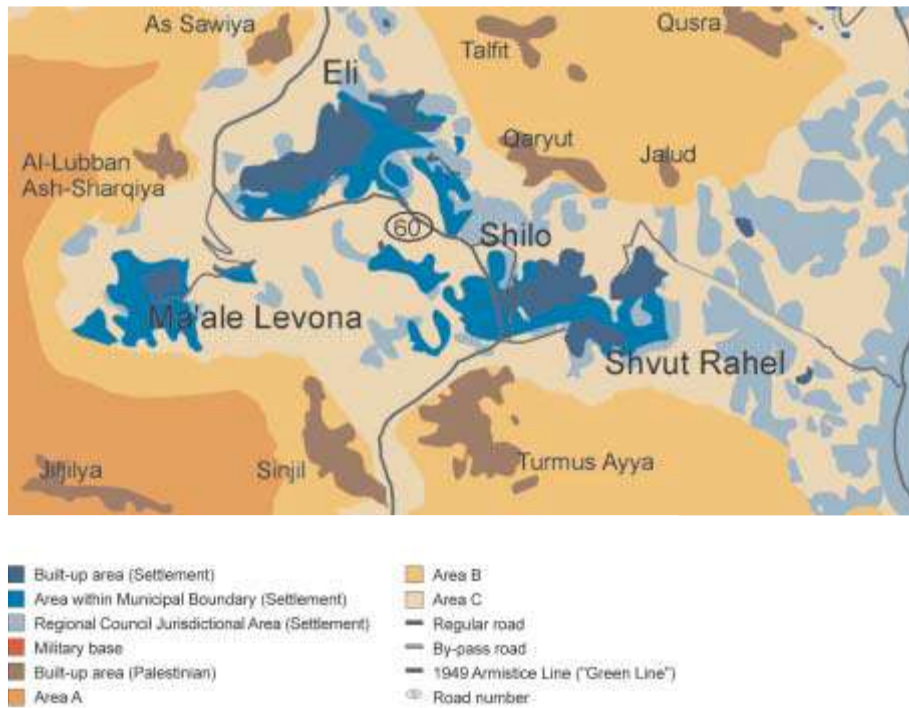 As Sawiya
Talfit
Qusra
Eli
Al-Lubban
Ash-Sharqiya
Qaryut
Jalud
60
Shilo
Ma'ale Levona
Shvut Rahel
Jiljilya
Sinjil
Turmus Ayya
Built-up area (Settlement)
Area within Municipal Boundary (Settlement)
Regional Council Jurisdictional Area (Settlement)
Military base
Built-up area (Palestinian)
Area A
Area B
Area C
Regular road
By-pass road
1949 Armistice Line ("Green Line")
Road number